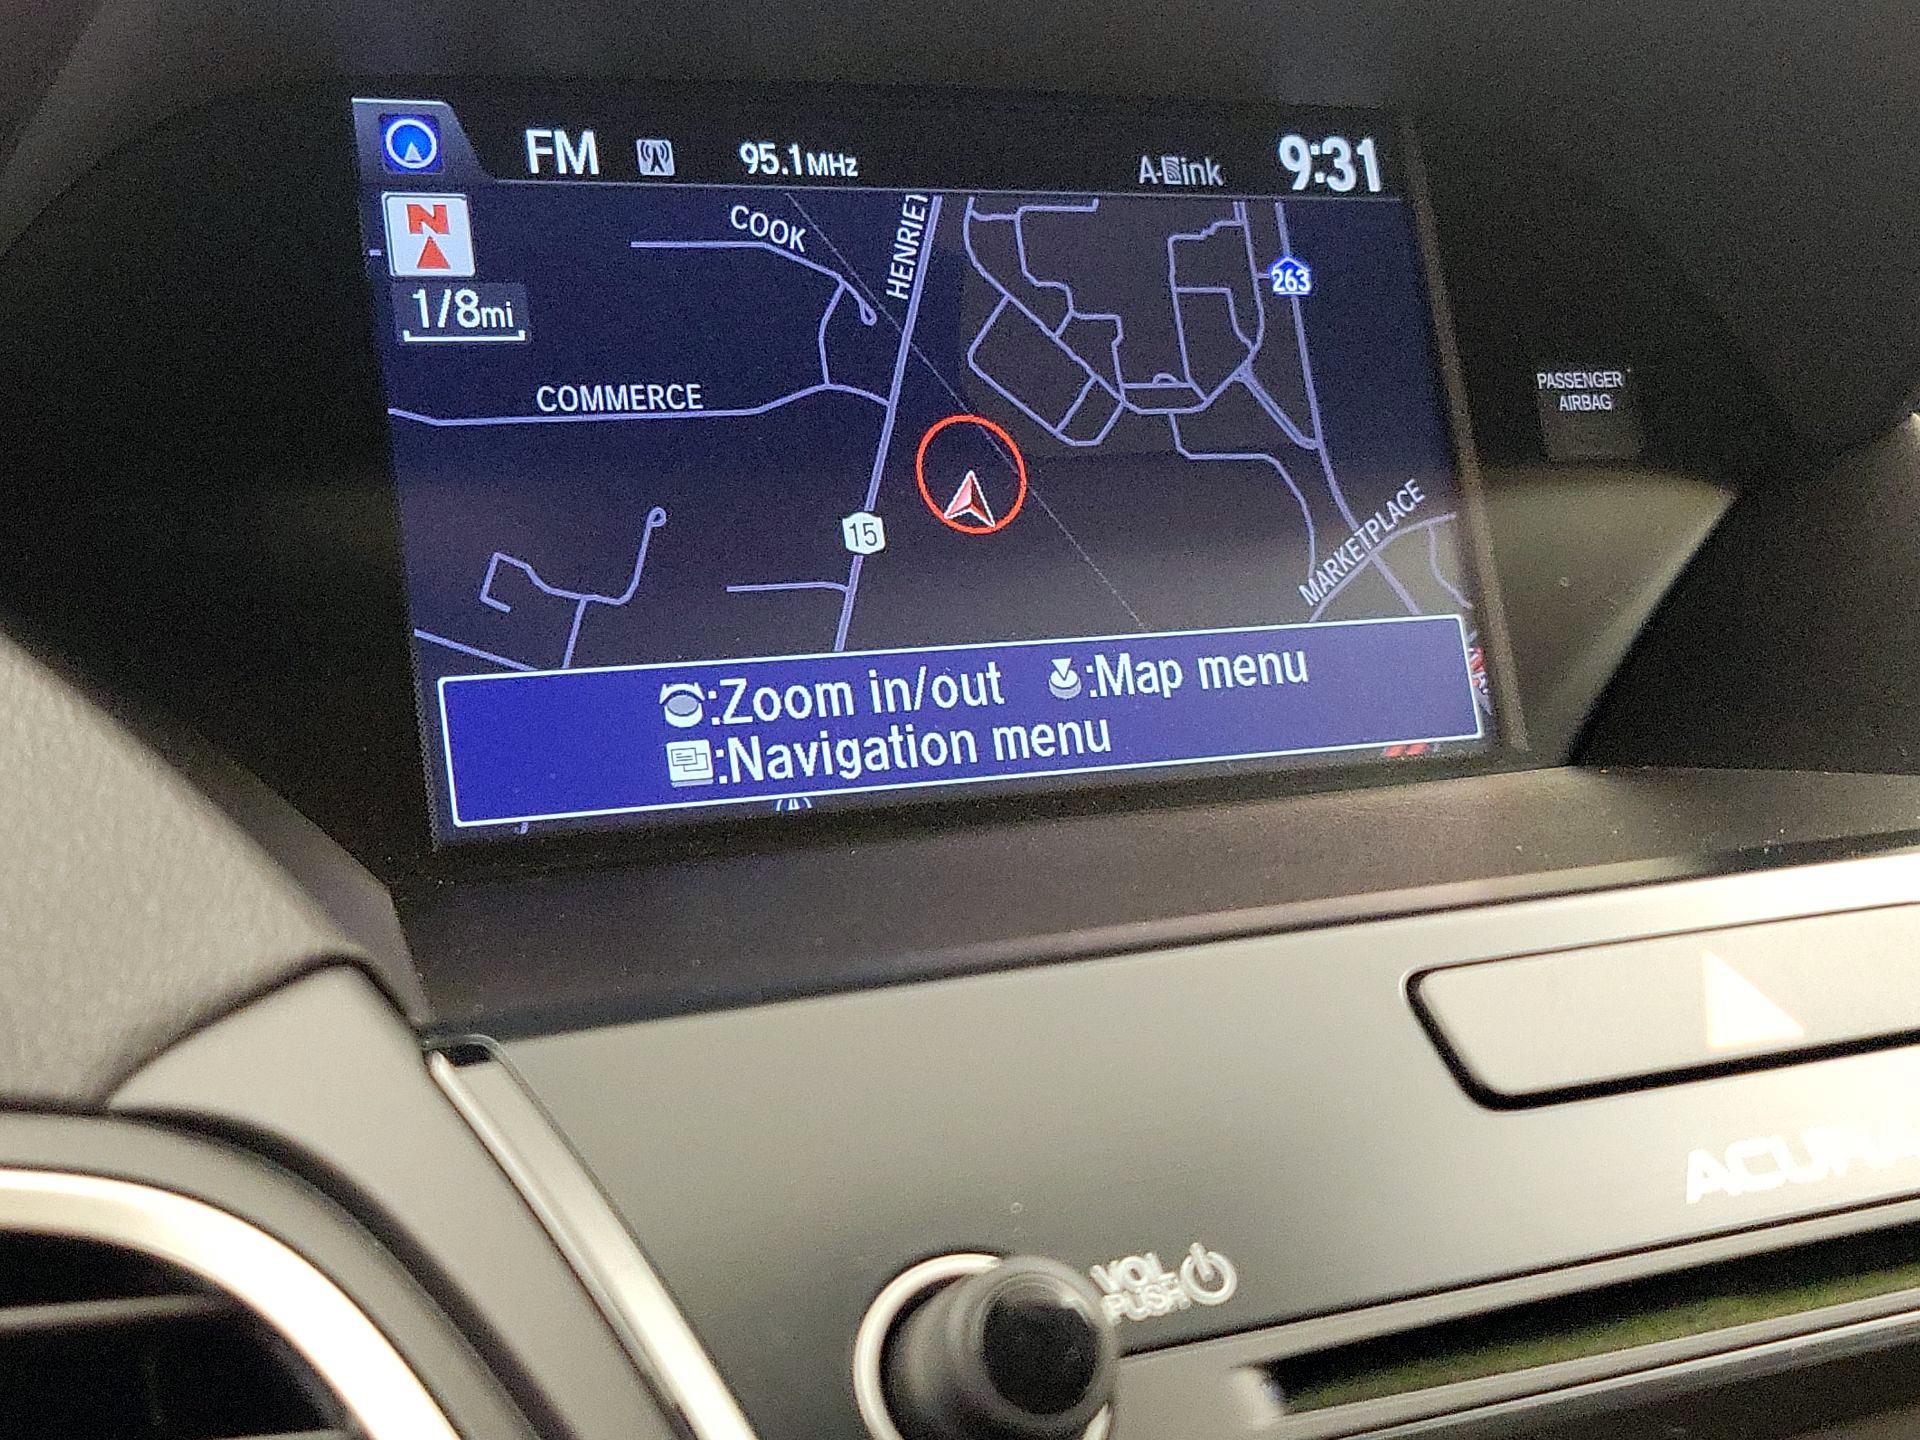 FM
95.1MHz
A-Link
9:31
N
1/8mi
COOK
HENRIET
263
COMMERCE
15
MARKETPLACE
:Zoom in/out :Map menu
:Navigation menu
PASSENGER
AIRBAG
ACURA
VOL
PUSH